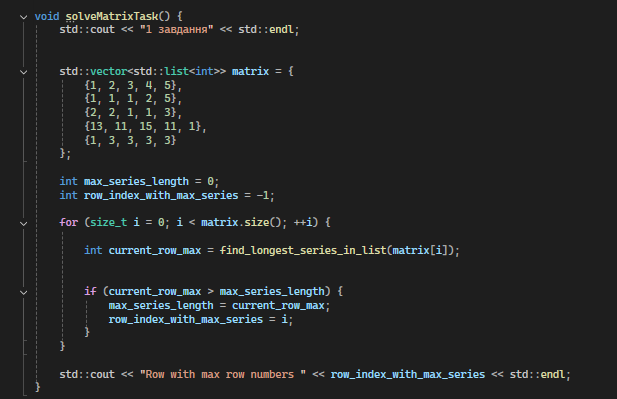 void solveMatrixTask() {
std::cout << "1 завдання" << std::endl;
std::vector<std::list<int>> matrix = {
{1, 2, 3, 4, 5},
{1, 1, 1, 2, 5},
{2, 2, 1, 1, 3},
{13, 11, 15, 11, 1},
{1, 3, 3, 3, 3}
};
int max_series_length = 0;
int row_index_with_max_series = -1;
for (size_t i = 0; i < matrix.size(); ++i) {
int current_row_max = find_longest_series_in_list(matrix[i]);
if (current_row_max > max_series_length) {
max_series_length = current_row_max;
row_index_with_max_series = i;
}
}
std::cout << "Row with max row numbers " << row_index_with_max_series << std::endl;
}